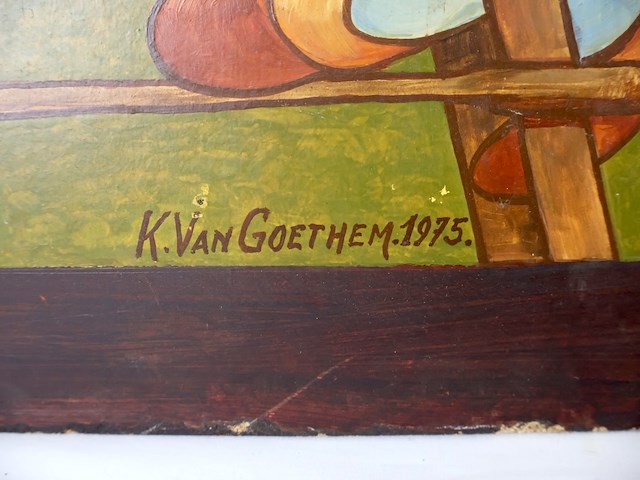 K. VAN GOETHEM. 1975.